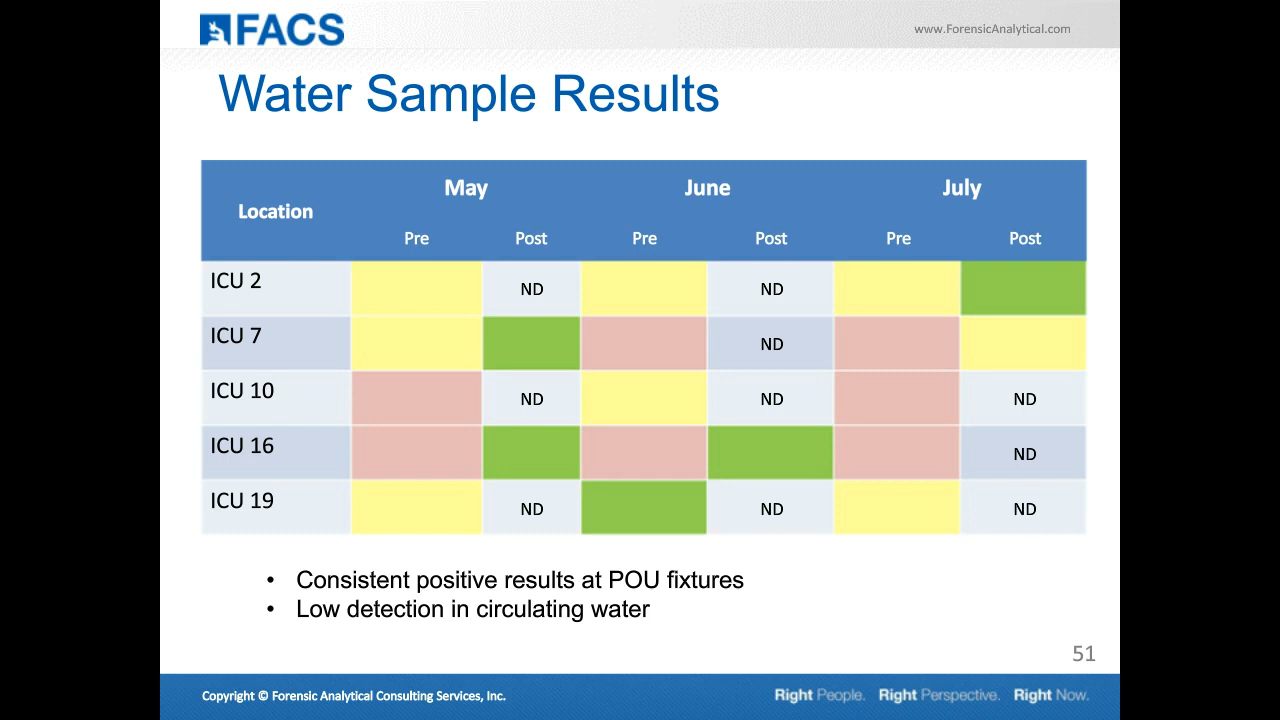 FACS
www.ForensicAnalytical.com
Water Sample Results
Location May June July
Pre Post Pre Post Pre Post
ICU 2 ND ND
ICU 7 ND
ICU 10 ND ND ND
ICU 16 ND
ICU 19 ND ND ND
• Consistent positive results at POU fixtures
• Low detection in circulating water
51
Copyright © Forensic Analytical Consulting Services, Inc.
Right People. Right Perspective. Right Now.